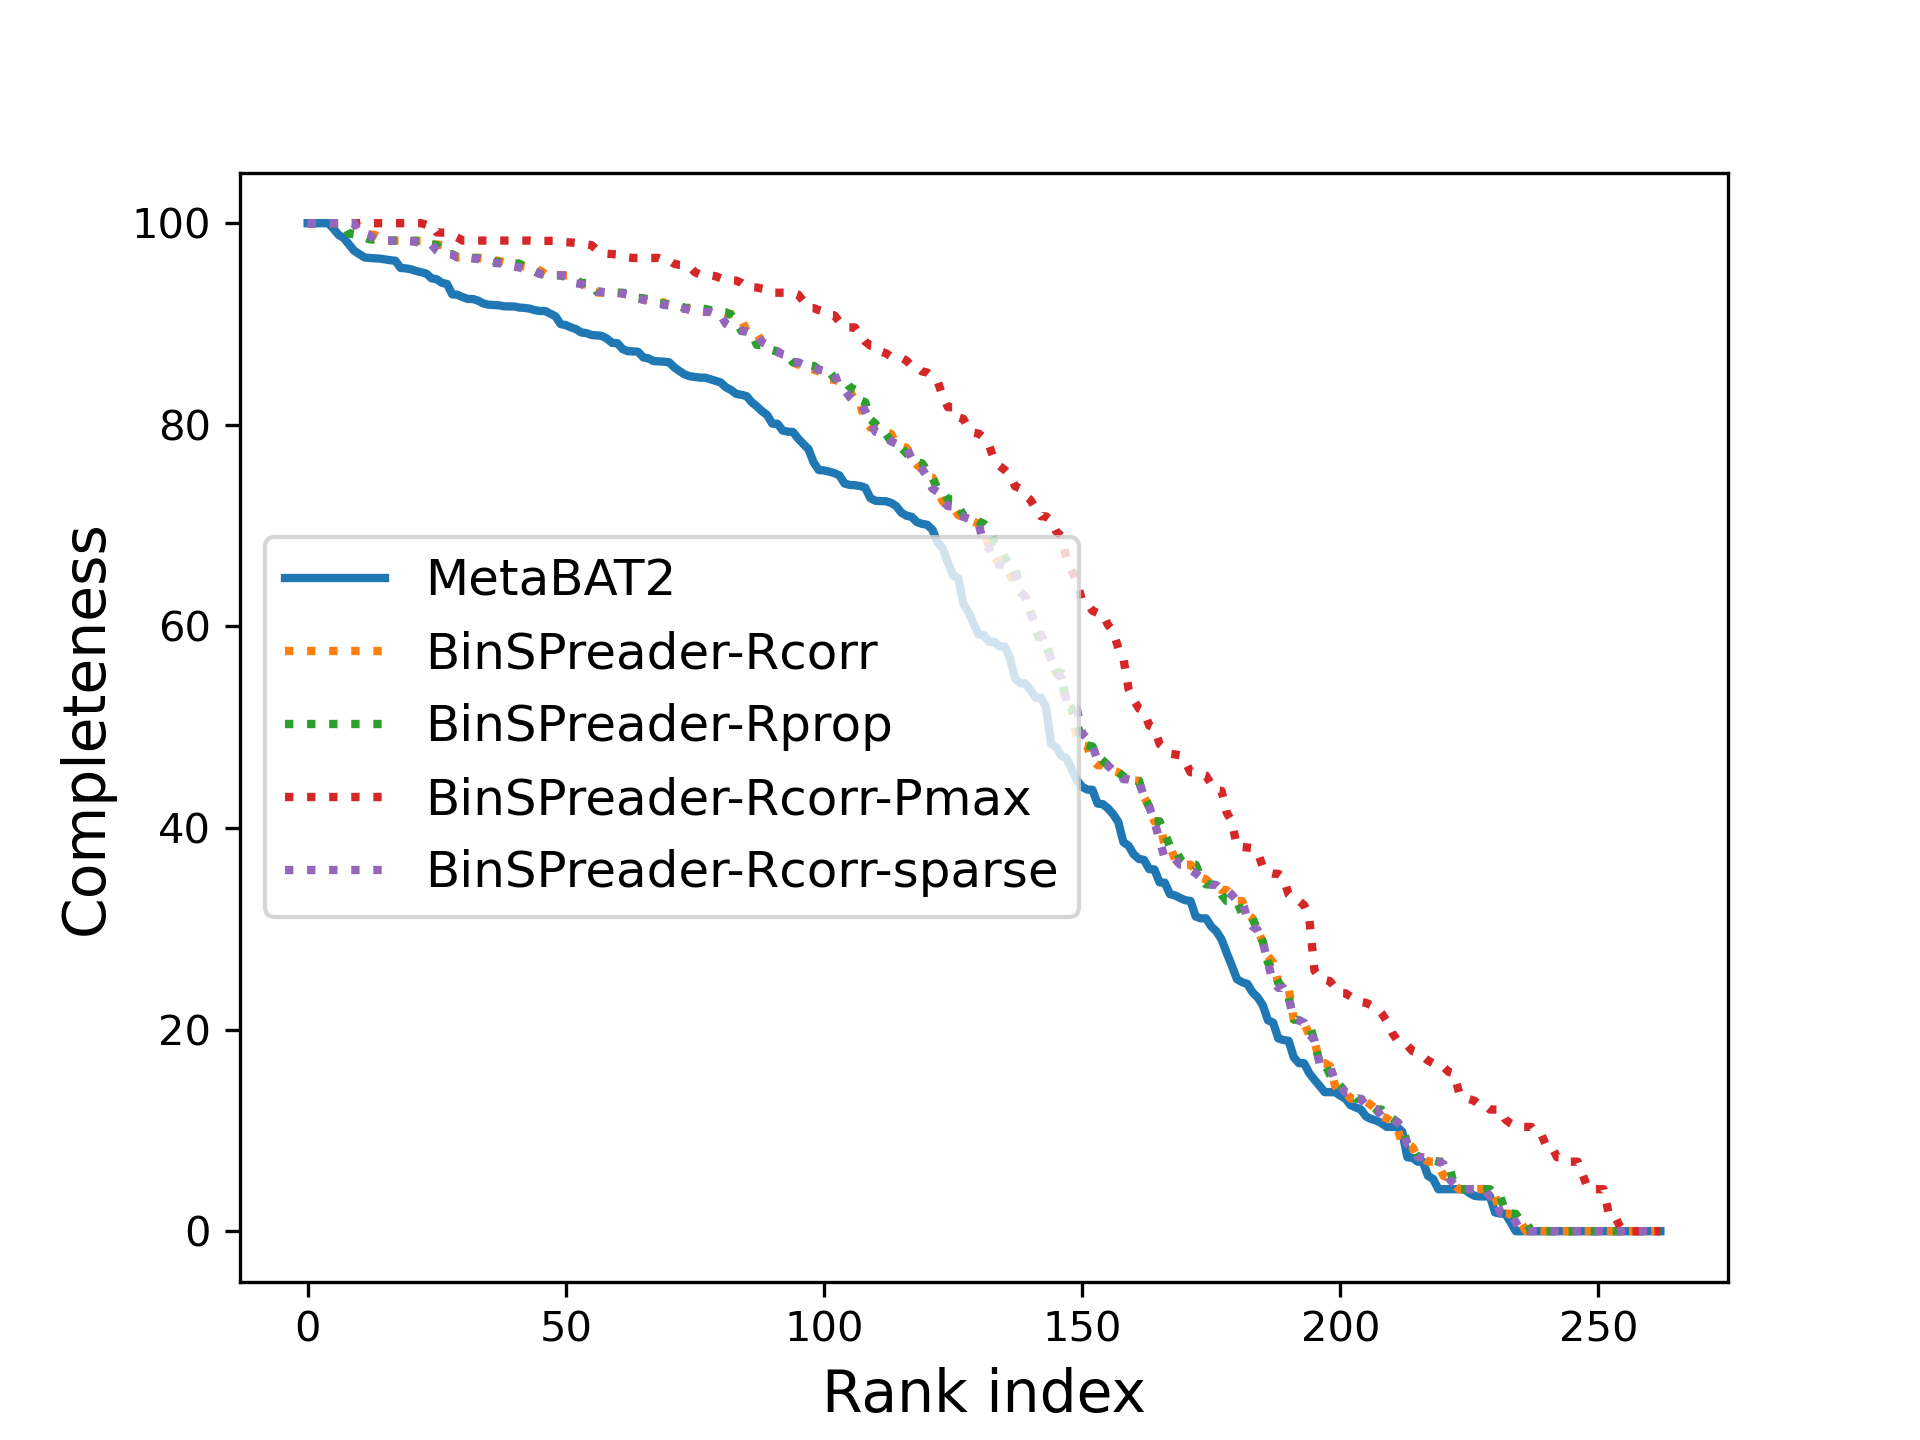 100
80
60
40
20
0
Completeness
MetaBAT2
BinSPreader-Rcorr
BinSPreader-Rprop
BinSPreader-Rcorr-Pmax
BinSPreader-Rcorr-sparse
0 50 100 150 200 250
Rank index